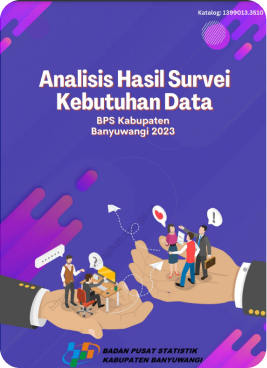 Katalog: 1399013.3510
Analisis Hasil Survei
Kebutuhan Data
BPS Kabupaten
Banyuwangi 2023
BADAN PUSAT STATISTIK
KABUPATEN BANYUWANGI